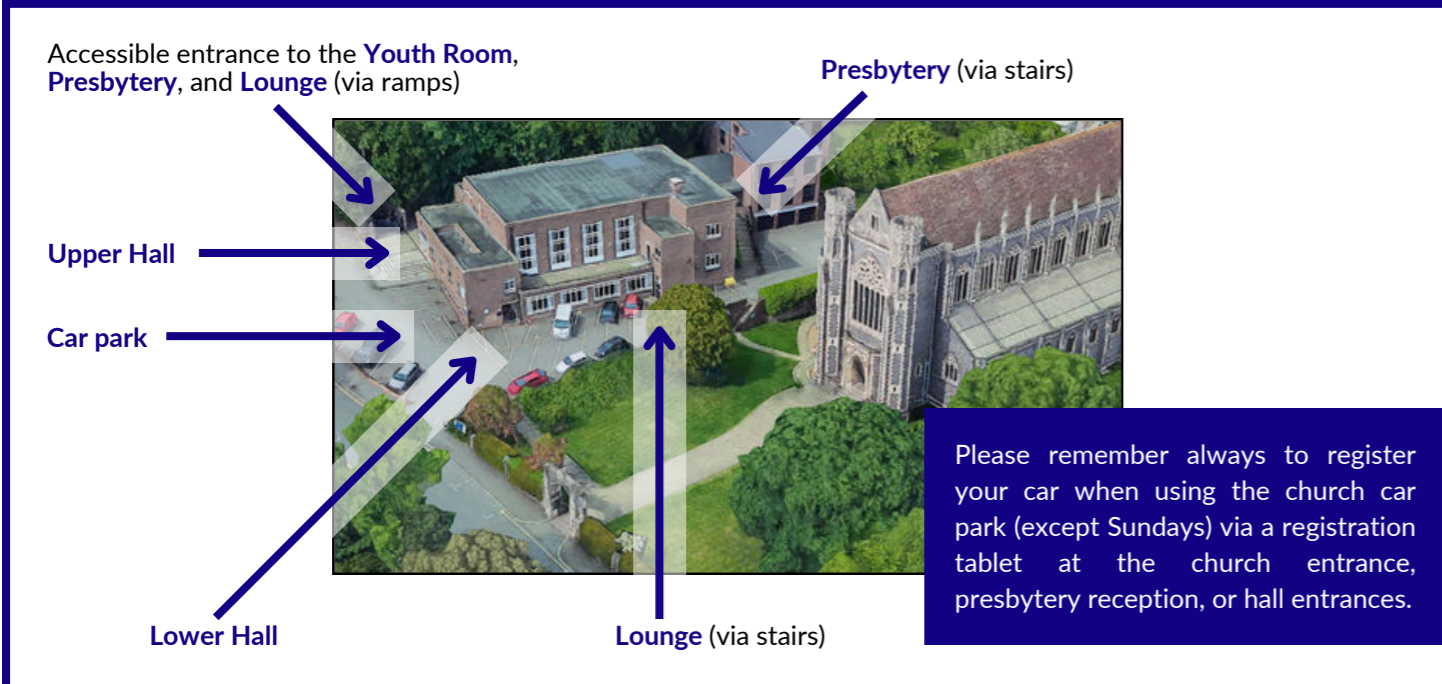 Accessible entrance to the Youth Room,
Presbytery, and Lounge (via ramps)
Presbytery (via stairs)
Upper Hall
Car park
Lower Hall
Lounge (via stairs)
Please remember always to register
your car when using the church car
park (except Sundays) via a registration
tablet at the church entrance,
presbytery reception, or hall entrances.